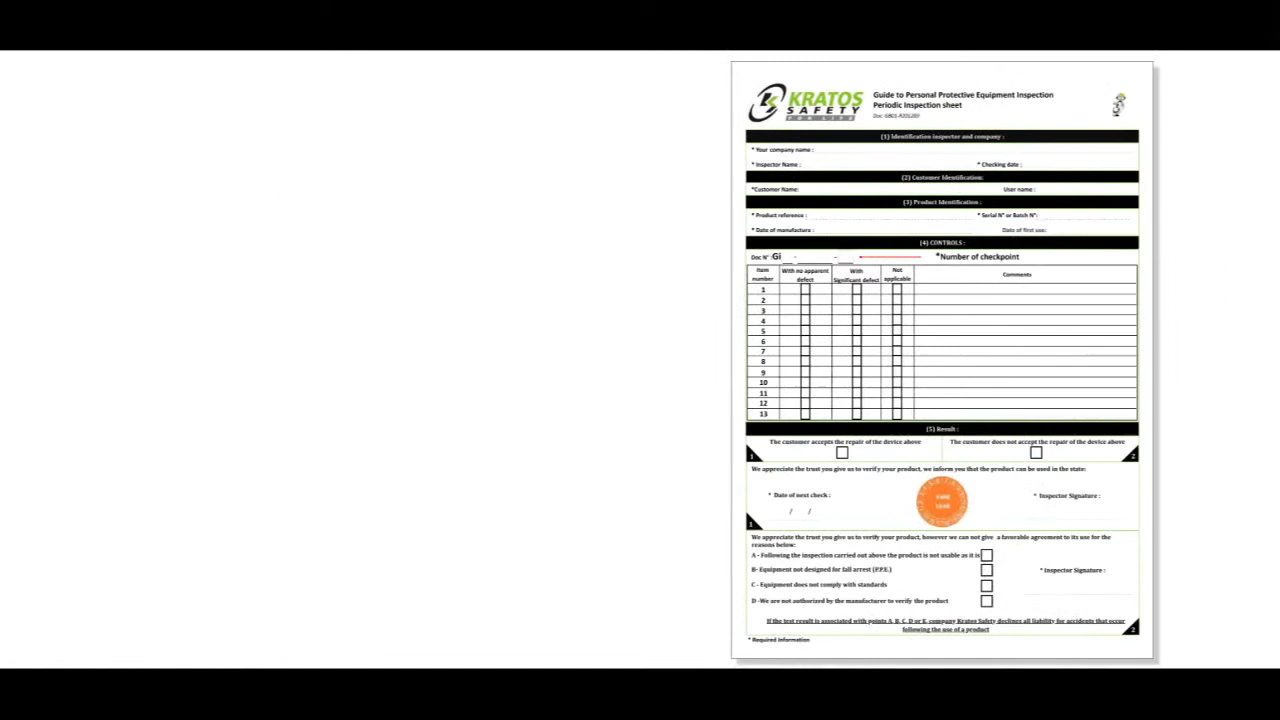 KRATOS
SAFETY
FOR LIFE
Guide to Personal Protective Equipment Inspection
Periodic Inspection sheet
(1) Identification inspector and company :
* Your company name :
* Inspector Name : * Checking date :
(2) Customer Identification:
*Customer Name: User name :
(3) Product Identification :
* Product reference : * Serial N° or Batch N°:
* Date of manufacture : Date of first use:
(4) CONTROLS :
Doc N° :GI - - *Number of checkpoint
Item number With no apparent defect With Significant defect Not applicable Comments
1
2
3
4
5
6
7
8
9
10
11
12
13
(5) Result :
The customer accepts the repair of the device above The customer does not accept the repair of the device above
1 2
We appreciate the trust you give us to verify your product, we inform you that the product can be used in the state:
* Date of next check : * Inspector Signature :
/ /
1
We appreciate the trust you give us to verify your product, however we can not give a favorable agreement to its use for the
reasons below:
A - Following the inspection carried out above the product is not usable as it is
B- Equipment not designed for fall arrest (P.P.E.) * Inspector Signature :
C - Equipment does not comply with standards
D -We are not authorized by the manufacturer to verify the product
If the test result is associated with points A, B, C, D or E, company Kratos Safety declines all liability for accidents that occur
following the use of a product
2
* Required Information